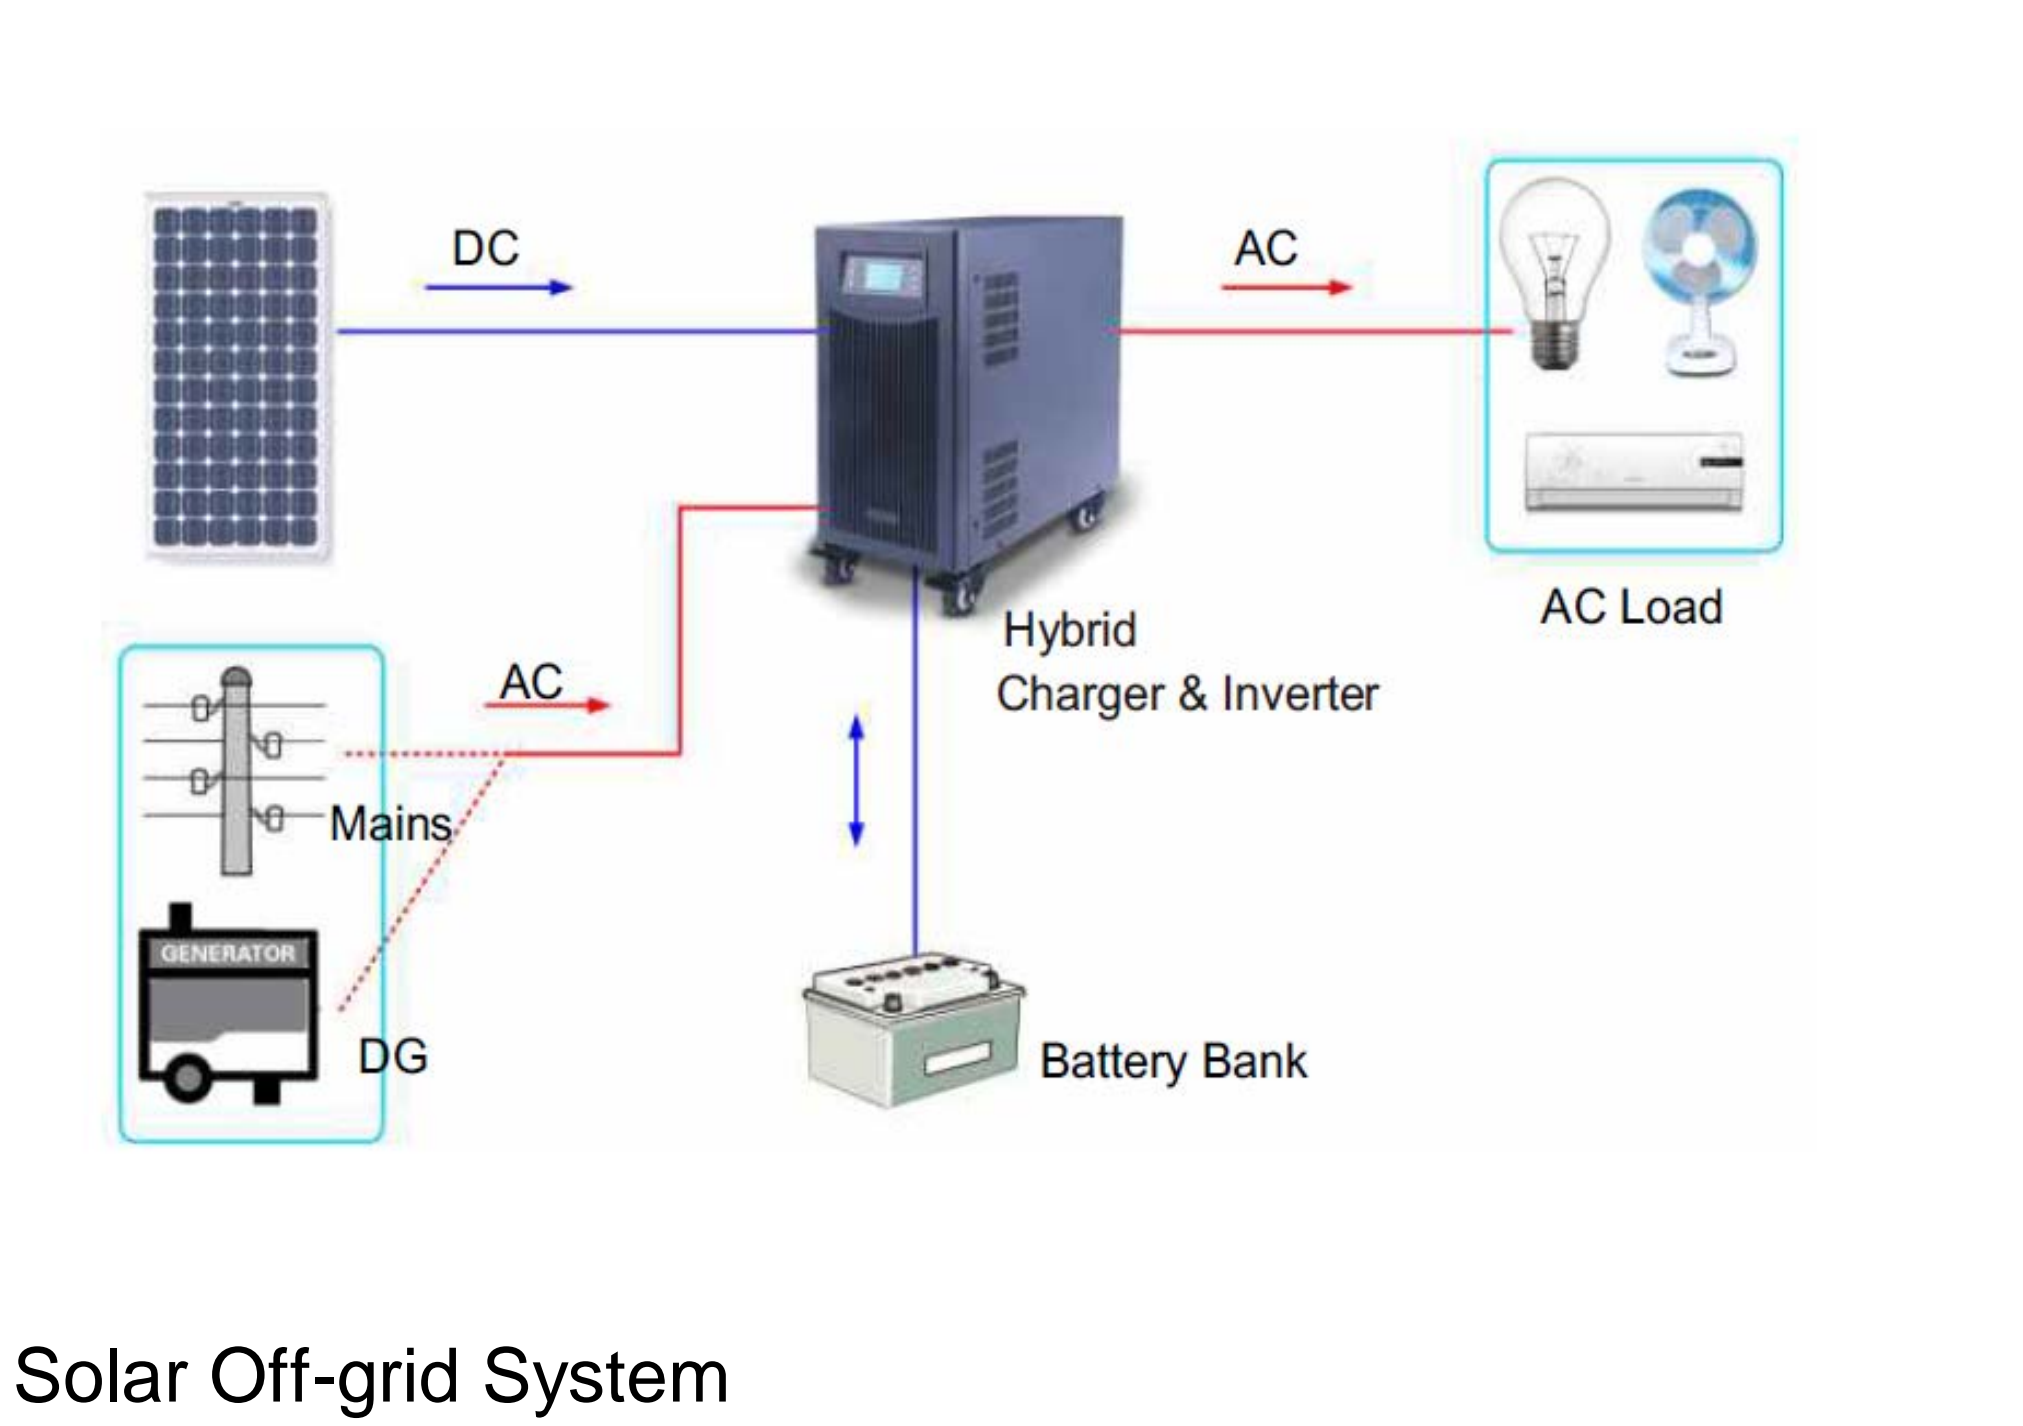 DC
AC
AC Load
Hybrid
Charger & Inverter
AC
Mains
GENERATOR
DG
Battery Bank
Solar Off-grid System